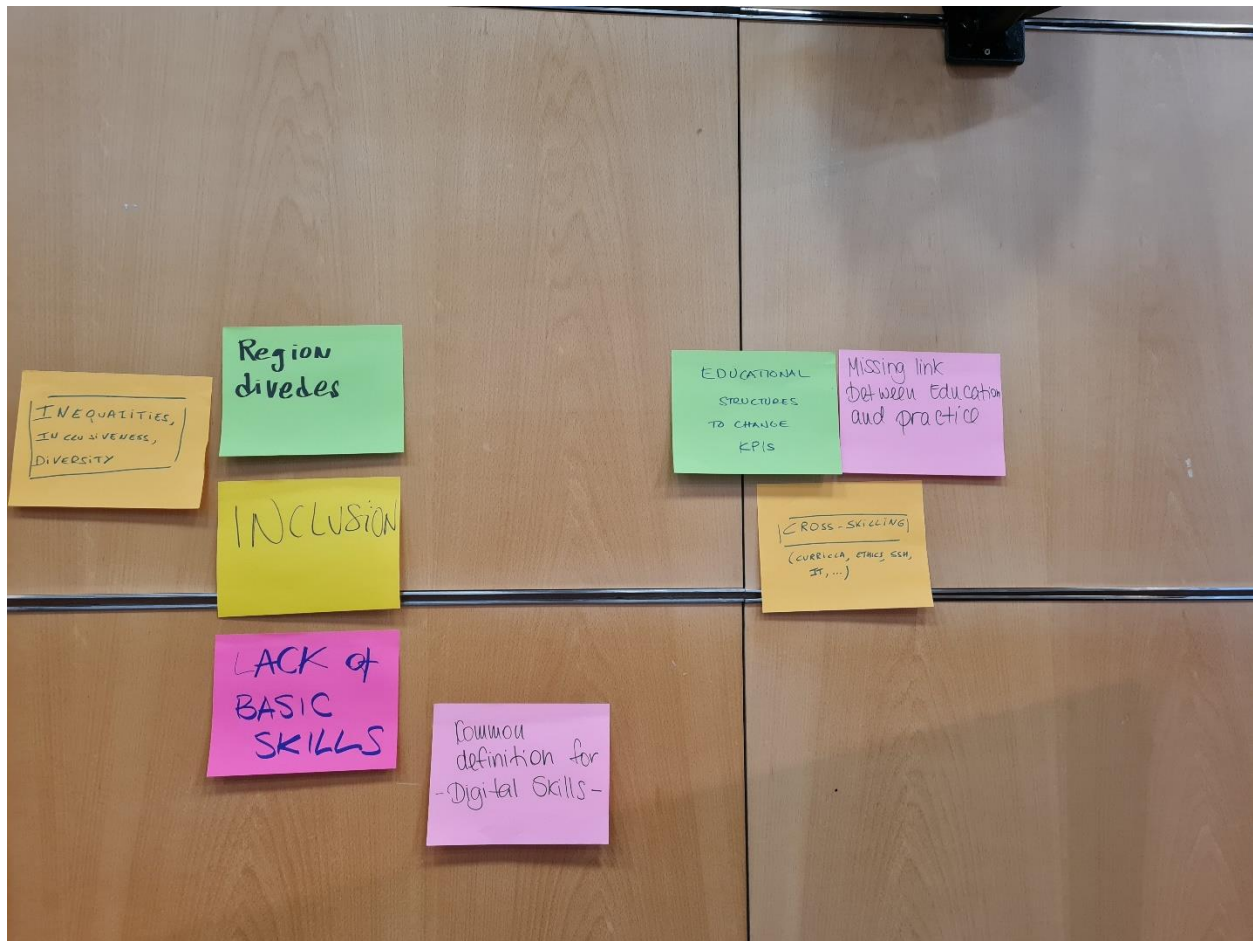 INEQUALITIES,
INCLUSIVENESS,
DIVERSITY
Region
divedes
INCLUSION
LACK of
BASIC
SKILLS
Common
definition for
-Digital Skills-
EDUCATIONAL
STRUCTURES
TO CHANGE
KPIS
Missing link
between Education
and practice
CROSS-SKILLING
(CURRICLA, ETHICS, SSH,
IT, ...)